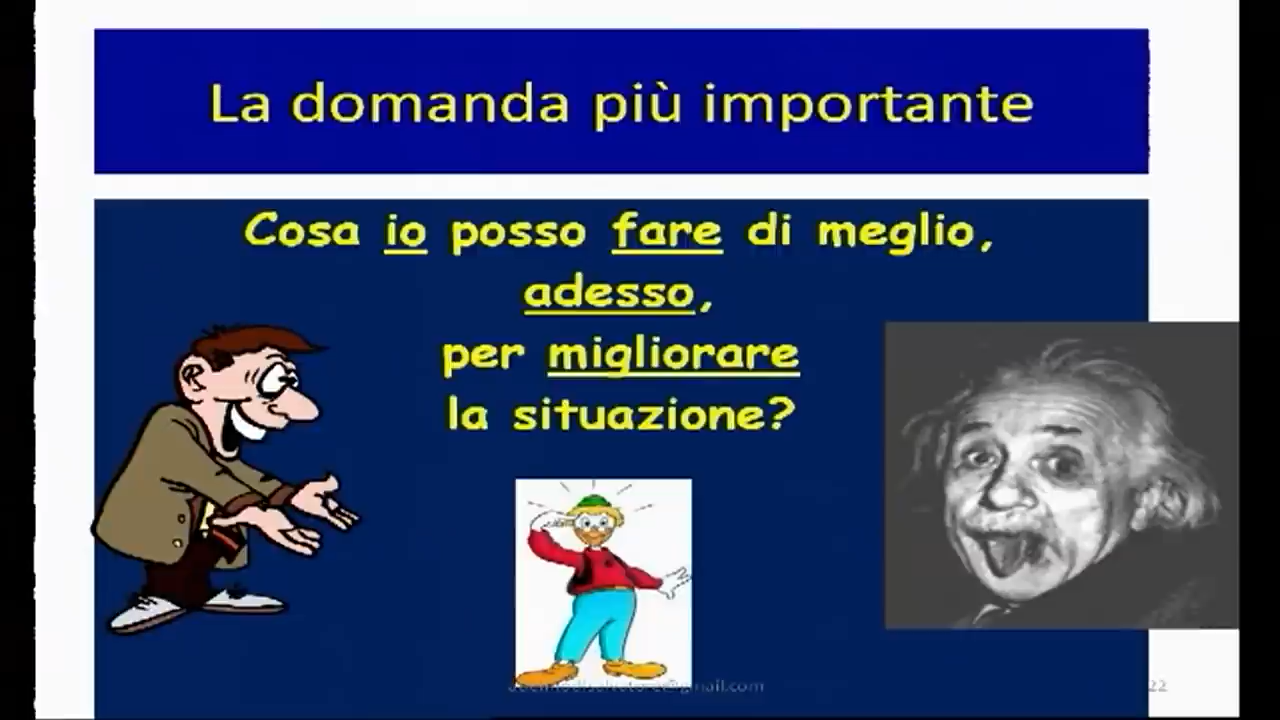 La domanda più importante
Cosa io posso fare di meglio,
adesso,
per migliorare
la situazione?
22